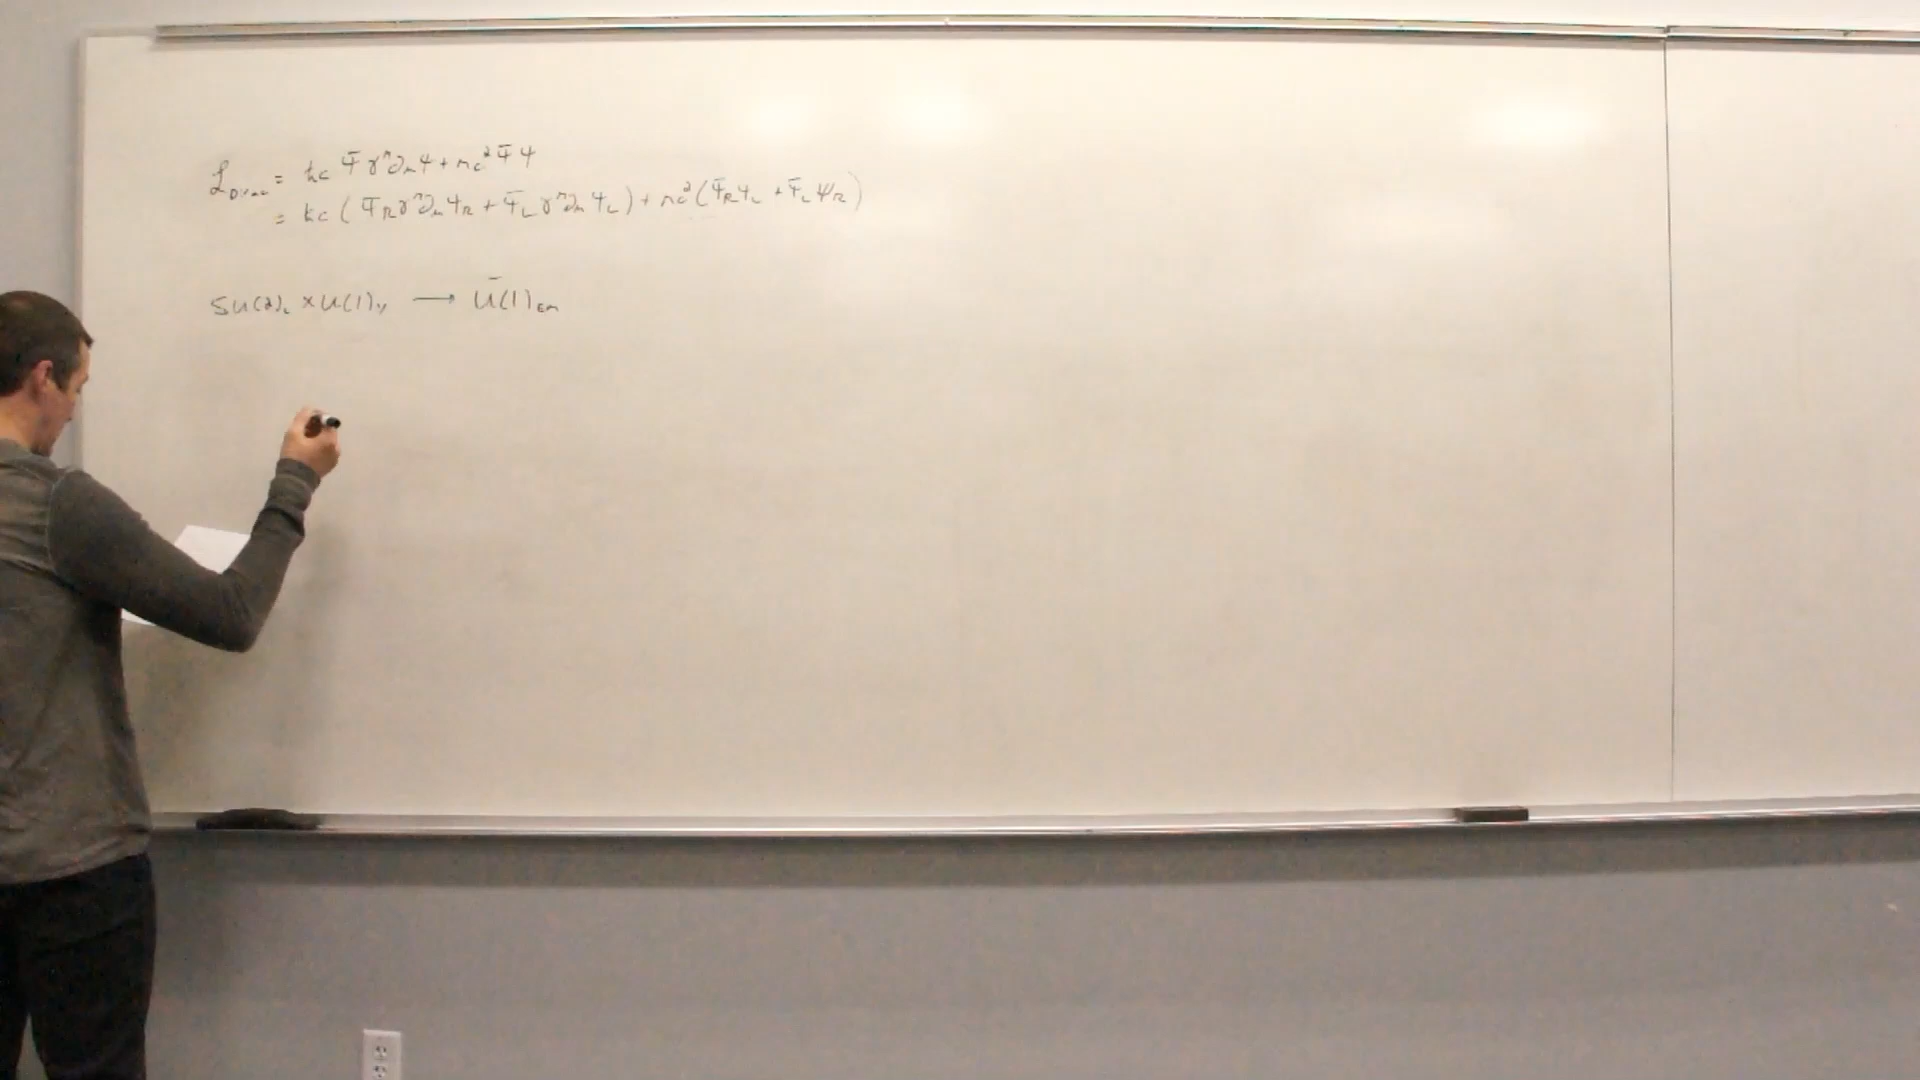 ℒ_Dirac = ħc Ψ̄ γ^μ ∂_μ Ψ + mc² Ψ̄ Ψ
= ħc ( Ψ̄_R γ^μ ∂_μ Ψ_R + Ψ̄_L γ^μ ∂_μ Ψ_L ) + mc² ( Ψ̄_R Ψ_L + Ψ̄_L Ψ_R )
SU(2)_L × U(1)_Y → U(1)_EM